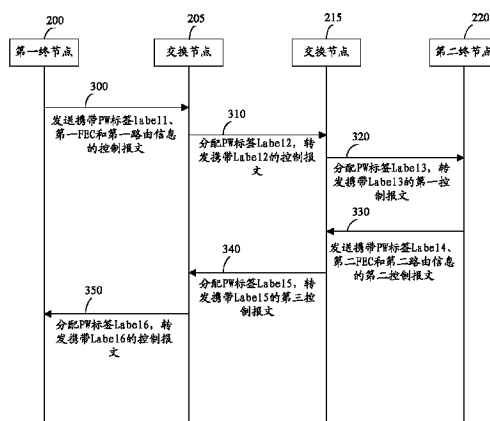 200
205
215
220
第一终节点
交换节点
交换节点
第二终节点
300
发送携带PW标签label1、
第一FEC和第一路由信息
的控制报文
310
分配PW标签Label2，转
发携带Label2的控制报
文
320
分配PW标签Label3，转
发携带Label3的第一控
制报文
330
发送携带PW标签Label4、
第二FEC和第二路由信息
的第二控制报文
340
分配PW标签Label5，转
发携带Label5的第三控
制报文
350
分配PW标签Label6，转
发携带Label6的控制报
文